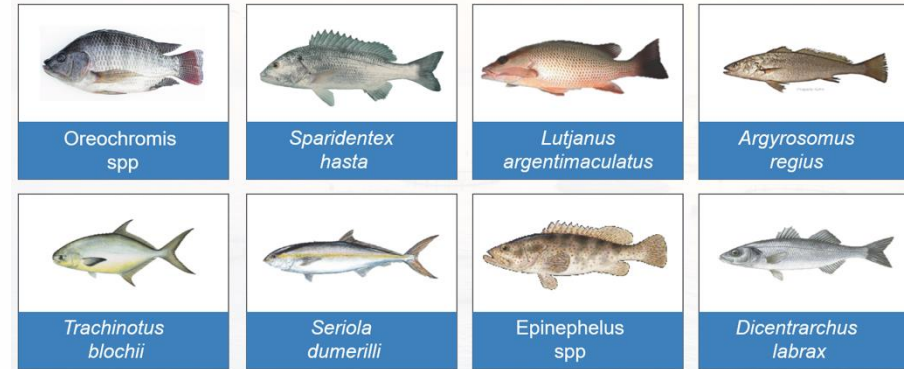 Oreochromis
spp
Sparidentex
hasta
Lutjanus
argentimaculatus
Argyrosomus
regius
Trachinotus
blochii
Seriola
dumerilli
Epinephelus
spp
Dicentrarchus
labrax